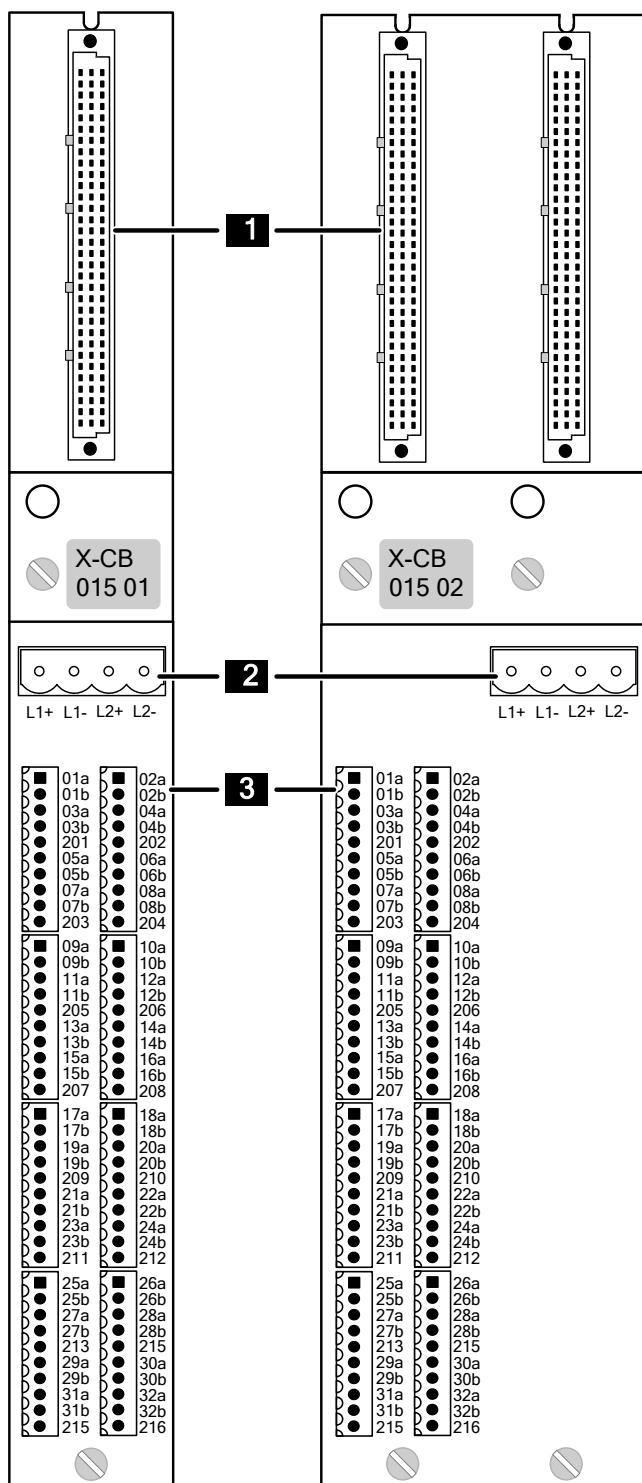 1
X-CB
015 01
X-CB
015 02
2
L1+ L1- L2+ L2-
L1+ L1- L2+ L2-
3
01a 02a
01b 02b
03a 04a
03b 04b
201 202
05a 06a
05b 06b
07a 08a
07b 08b
203 204
09a 10a
09b 10b
11a 12a
11b 12b
205 206
13a 14a
13b 14b
15a 16a
15b 16b
207 208
17a 18a
17b 18b
19a 20a
19b 20b
209 210
21a 22a
21b 22b
23a 24a
23b 24b
211 212
25a 26a
25b 26b
27a 28a
27b 28b
213 215
29a 30a
29b 30b
31a 32a
31b 32b
215 216
01a 02a
01b 02b
03a 04a
03b 04b
201 202
05a 06a
05b 06b
07a 08a
07b 08b
203 204
09a 10a
09b 10b
11a 12a
11b 12b
205 206
13a 14a
13b 14b
15a 16a
15b 16b
207 208
17a 18a
17b 18b
19a 20a
19b 20b
209 210
21a 22a
21b 22b
23a 24a
23b 24b
211 212
25a 26a
25b 26b
27a 28a
27b 28b
213 215
29a 30a
29b 30b
31a 32a
31b 32b
215 216